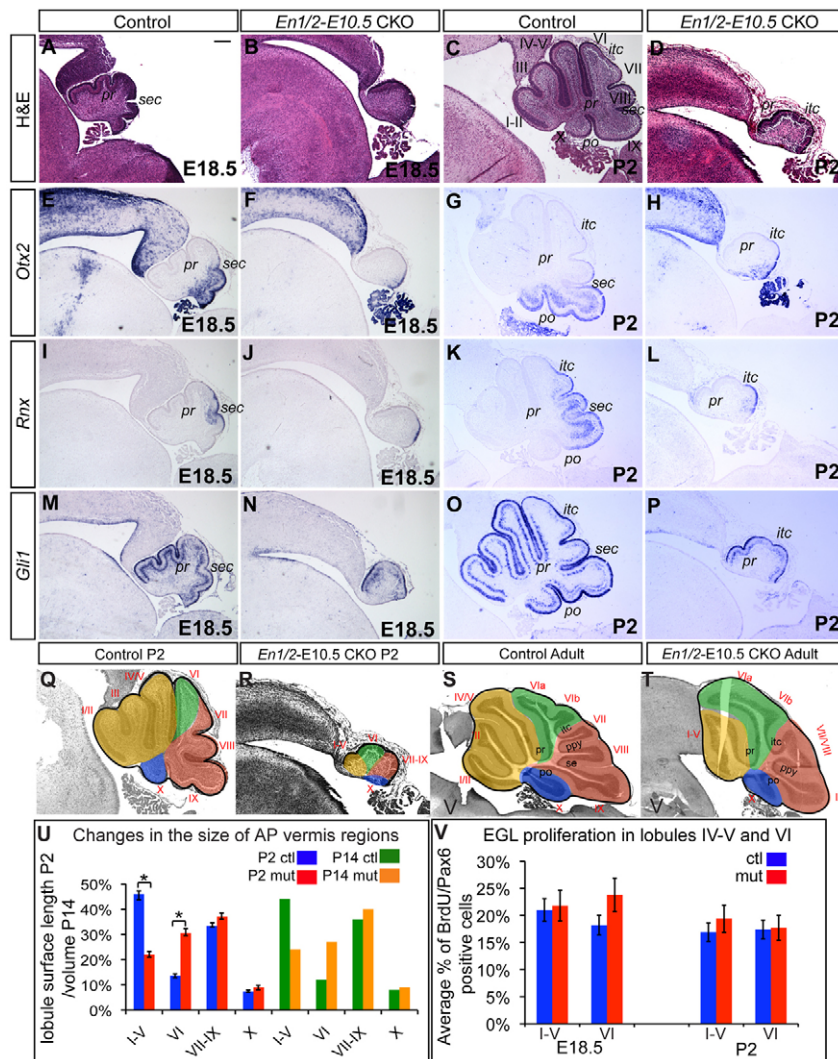 Control En1/2-E10.5 CKO Control En1/2-E10.5 CKO
H&E
A pr sec E18.5
B E18.5
C I-II III IV-V VI itc VII VIII sec pr X po IX P2
D pr itc P2
Otx2
E pr sec E18.5
F E18.5
G itc pr sec po P2
H itc pr P2
Rnx
I pr sec E18.5
J E18.5
K itc pr sec po P2
L itc pr P2
Gli1
M pr sec E18.5
N E18.5
O itc sec pr po P2
P itc pr P2
Control P2 En1/2-E10.5 CKO P2 Control Adult En1/2-E10.5 CKO Adult
Q I/II III IV/V VI VII VIII IX X
R I-V VI VII-IX X
S I/II III IV/V VIa VIb VII VIII IX X itc pr ppy se po V
T I-V VIa VIb VII/VIII I X itc pr ppy po V
U Changes in the size of AP vermis regions
P2 ctl P14 ctl
P2 mut P14 mut
lobule surface length P2
/volume P14
50%
40%
30%
20%
10%
* *
I-V VI VII-IX X I-V VI VII-IX X
V EGL proliferation in lobules IV-V and VI
ctl
mut
Average % of BrdU/Pax6
positive cells
30%
25%
20%
15%
10%
5%
0%
I-V VI I-V VI
E18.5 P2